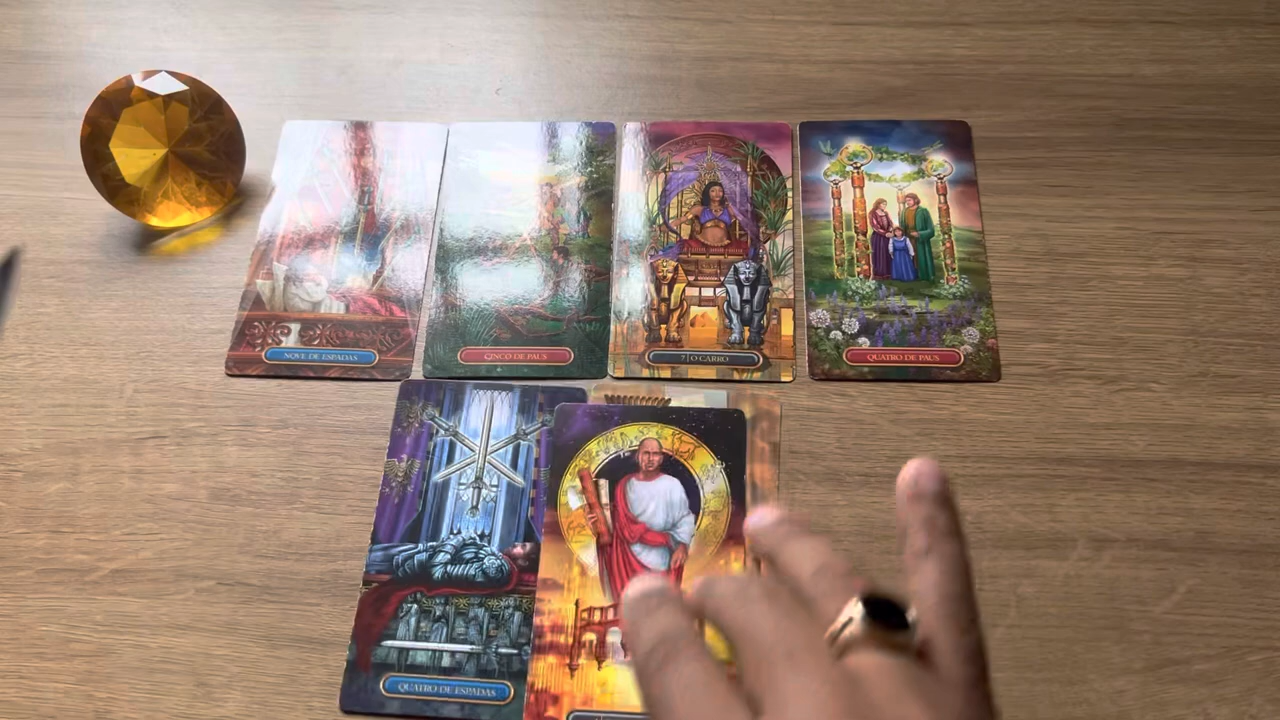 NOVE DE ESPADAS
CINCO DE PAUS
7 | O CARRO
QUATRO DE PAUS
QUATRO DE ESPADAS